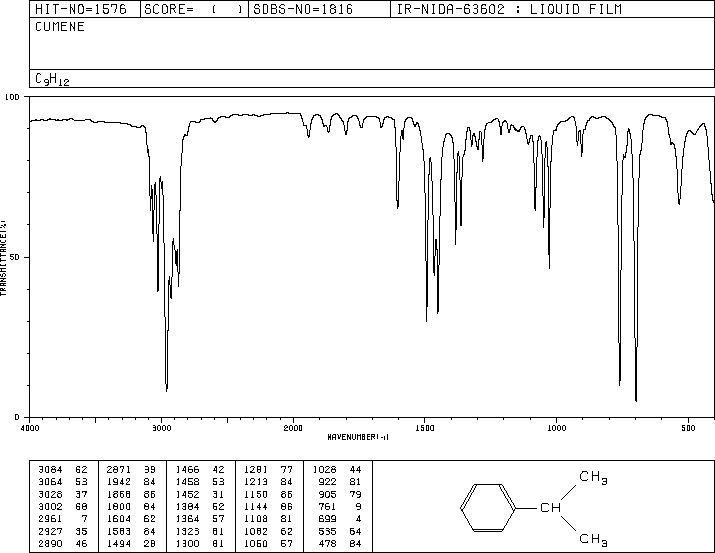 HIT-NO=1576 SCORE= ( ) SDBS-NO=1816 IR-NIDA-63602 : LIQUID FILM
CUMENE
C9H12
100
50
0
TRANSMITTANCE(%)
4000 3000 2000 1500 1000 500
WAVENUMBER(-1)
3084 62 2871 39 1466 42 1281 77 1028 44
3064 53 1942 84 1458 53 1213 84 922 81
3028 37 1868 86 1452 31 1150 86 905 79
3002 68 1800 84 1384 52 1144 86 761 9
2961 7 1604 62 1364 57 1108 81 699 4
2927 35 1583 84 1323 81 1082 62 535 64
2890 46 1494 28 1300 81 1050 57 478 84
CH3
CH
CH3